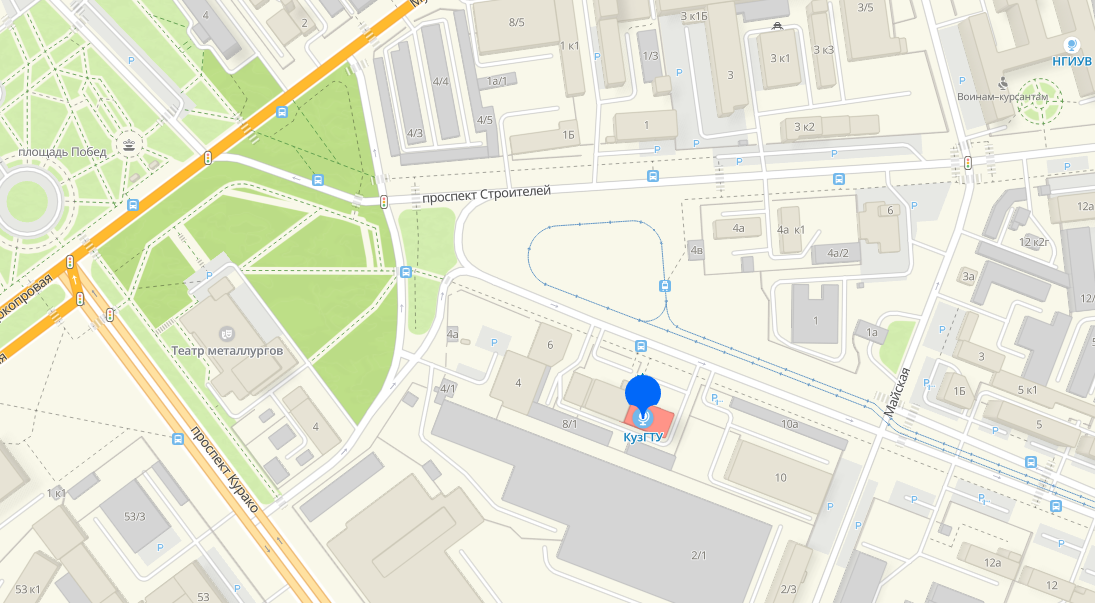 4
2
8/5
3 к1Б
3/5
1 к1
1/3
3 к1
3 к3
НГИУВ
4/4
1а/1
3
Воинам-курсантам
4/3
4/5
1Б
1
3 к2
площадь Побед
проспект Строителей
6
12а
4а
4а к1
12 к2г
4в
4а/2
3а
окопровая
1
1а
12/
4а
6
3
Театр металлургов
4
4/1
Майская
1Б
5 к1
4
8/1
КузГТУ
10а
5
проспект Курако
10
1 к1
53/3
2/1
12а
53 к1
53
2/3
12